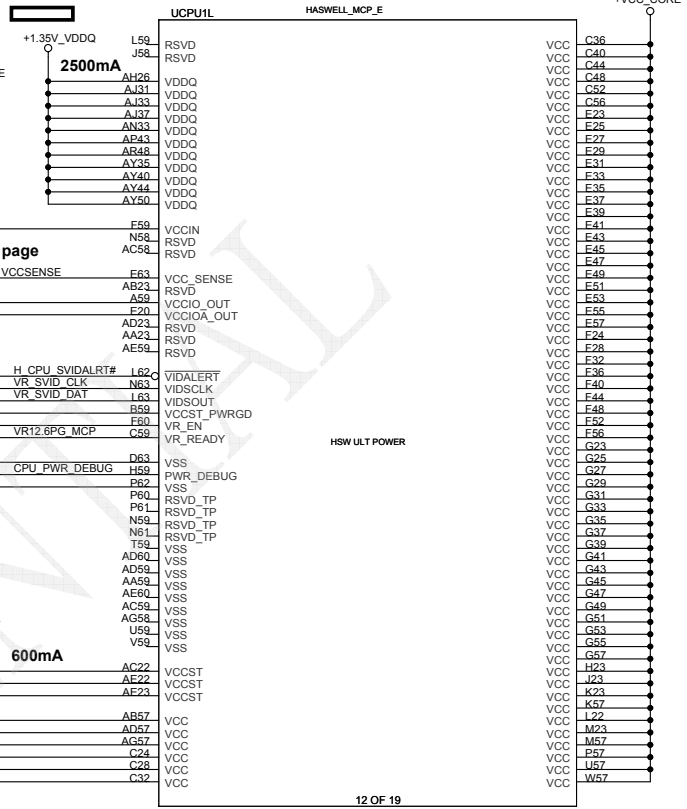 UCPU1L HASWELL_MCP_E
+1.35V_VDDQ
L59 RSVD VCC C36
J58 RSVD VCC C40
2500mA VCC C44
AH26 VDDQ VCC C48
AJ31 VDDQ VCC C52
AJ33 VDDQ VCC C56
AJ37 VDDQ VCC E23
AN33 VDDQ VCC E25
AP43 VDDQ VCC E27
AR48 VDDQ VCC E29
AY35 VDDQ VCC E31
AY40 VDDQ VCC E33
AY44 VDDQ VCC E35
AY50 VDDQ VCC E37
VCC E39
F59 VCCIN VCC E41
N58 RSVD VCC E43
page AC58 RSVD VCC E45
VCC E47
VCCSENSE E63 VCC_SENSE VCC E49
AB23 RSVD VCC E51
A59 VCCIO_OUT VCC E53
E20 VCCIOA_OUT VCC E55
AD23 RSVD VCC E57
AA23 RSVD VCC F24
AE59 RSVD VCC F28
VCC F32
H_CPU_SVIDALRT# L62 VIDALERT VCC F36
VR_SVID_CLK N63 VIDSCLK VCC F40
VR_SVID_DAT L63 VIDSOUT VCC F44
B59 VCCST_PWRGD VCC F48
F60 VR_EN VCC F52
VR12.6PG_MCP C59 VR_READY VCC F56
HSW ULT POWER
VCC G23
D63 VSS VCC G25
CPU_PWR_DEBUG H59 PWR_DEBUG VCC G27
P62 VSS VCC G29
P60 RSVD_TP VCC G31
P61 RSVD_TP VCC G33
N59 RSVD_TP VCC G35
N61 RSVD_TP VCC G37
T59 VSS VCC G39
AD60 VSS VCC G41
AD59 VSS VCC G43
AA59 VSS VCC G45
AE60 VSS VCC G47
AC59 VSS VCC G49
AG58 VSS VCC G51
U59 VSS VCC G53
V59 VSS VCC G55
600mA VCC G57
AC22 VCCST VCC H23
AE22 VCCST VCC J23
AE23 VCCST VCC K23
VCC K57
AB57 VCC VCC L22
AD57 VCC VCC M23
AG57 VCC VCC M57
C24 VCC VCC P57
C28 VCC VCC U57
C32 VCC VCC W57
12 OF 19